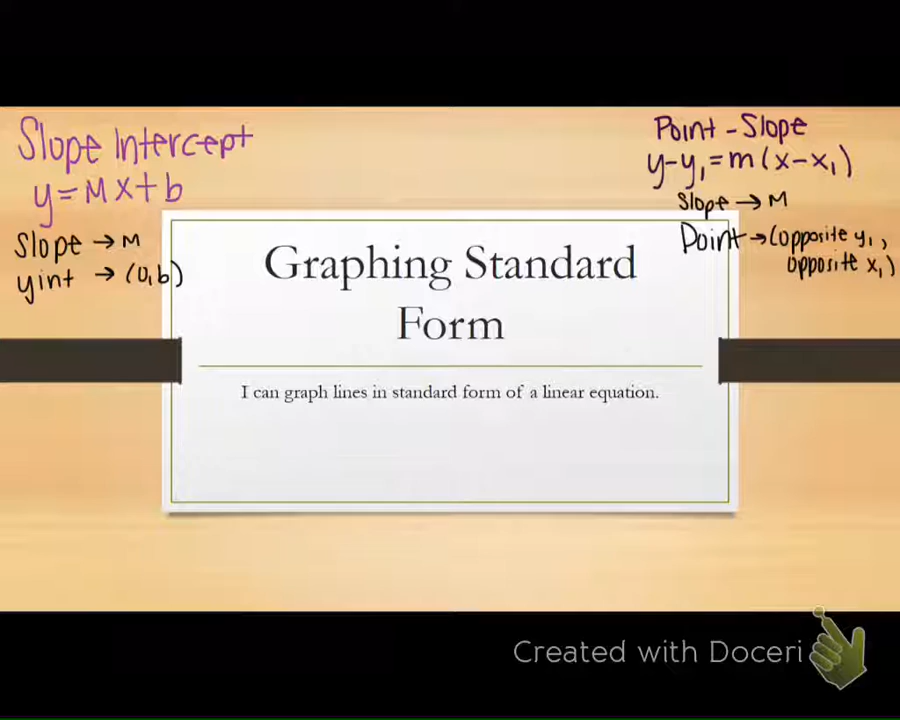 Slope Intercept
y=Mx+b
Slope → M
yint → (0,b)
Point - Slope
y-y₁=m(x-x₁)
Slope → M
Point → (opposite y₁,
opposite x₁)
Graphing Standard
Form
I can graph lines in standard form of a linear equation.
Created with Doceri